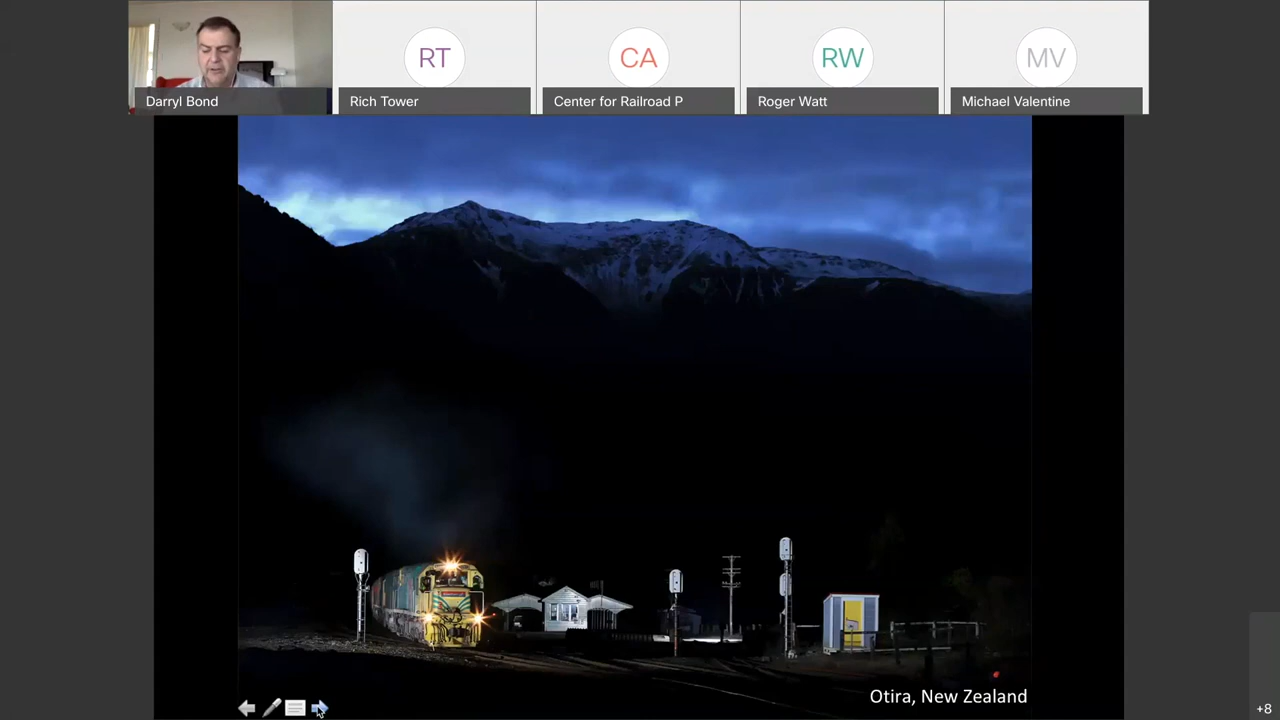 RT
CA
RW
MV
Darryl Bond
Rich Tower
Center for Railroad P
Roger Watt
Michael Valentine
Otira, New Zealand
+8